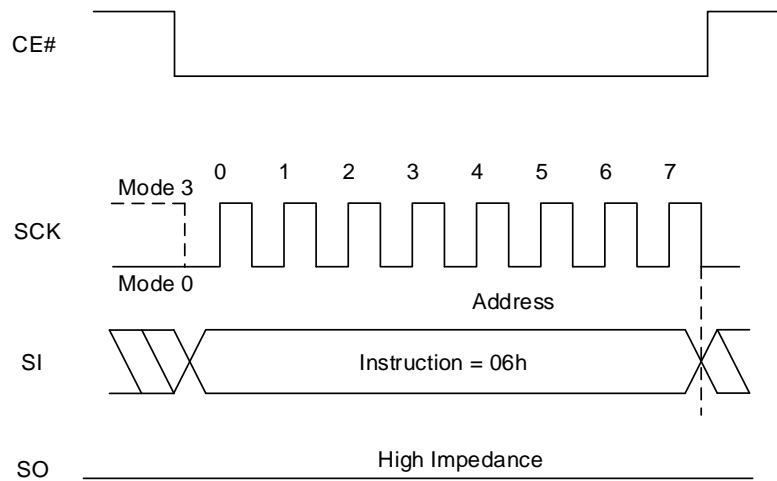 CE#
0 1 2 3 4 5 6 7
Mode 3
SCK
Mode 0
Address
SI
Instruction = 06h
High Impedance
SO